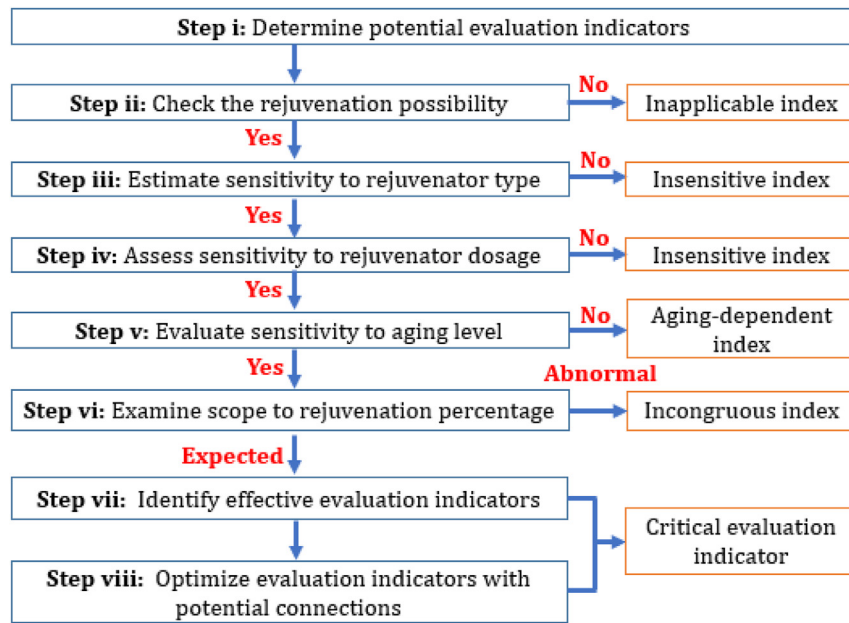 Step i: Determine potential evaluation indicators
No
Step ii: Check the rejuvenation possibility
Inapplicable index
Yes
No
Step iii: Estimate sensitivity to rejuvenator type
Insensitive index
Yes
No
Step iv: Assess sensitivity to rejuvenator dosage
Insensitive index
Yes
No
Step v: Evaluate sensitivity to aging level
Aging-dependent
index
Yes
Abnormal
Step vi: Examine scope to rejuvenation percentage
Incongruous index
Expected
Step vii: Identify effective evaluation indicators
Critical evaluation
indicator
Step viii: Optimize evaluation indicators with
potential connections